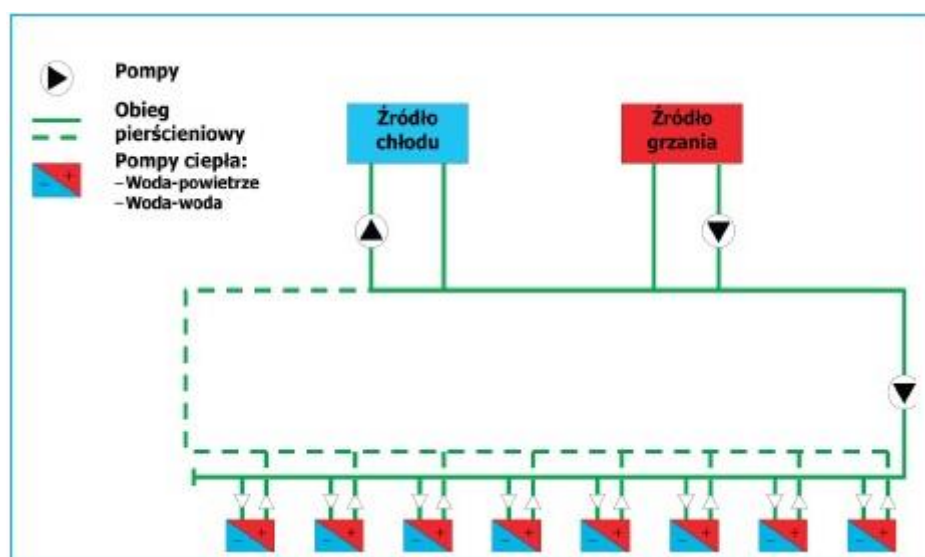 Pompy
Obieg
pierścieniowy
Pompy ciepła:
–Woda-powietrze
–Woda-woda
Źródło
chłodu
Źródło
grzania
- +
- +
- +
- +
- +
- +
- +
- +
- +